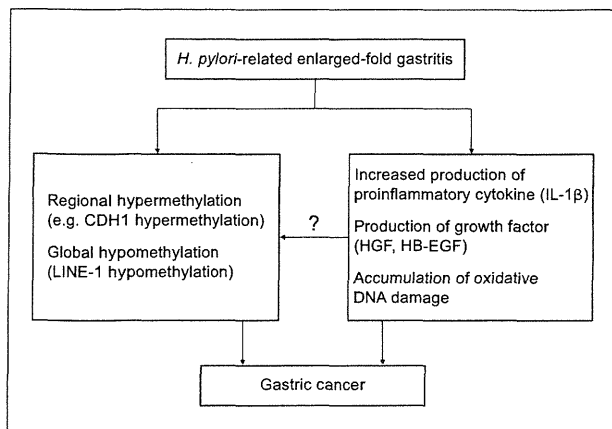 H. pylori-related enlarged-fold gastritis
Regional hypermethylation
(e.g. CDH1 hypermethylation)
Global hypomethylation
(LINE-1 hypomethylation)
?
Increased production of
proinflammatory cytokine (IL-1β)
Production of growth factor
(HGF, HB-EGF)
Accumulation of oxidative
DNA damage
Gastric cancer